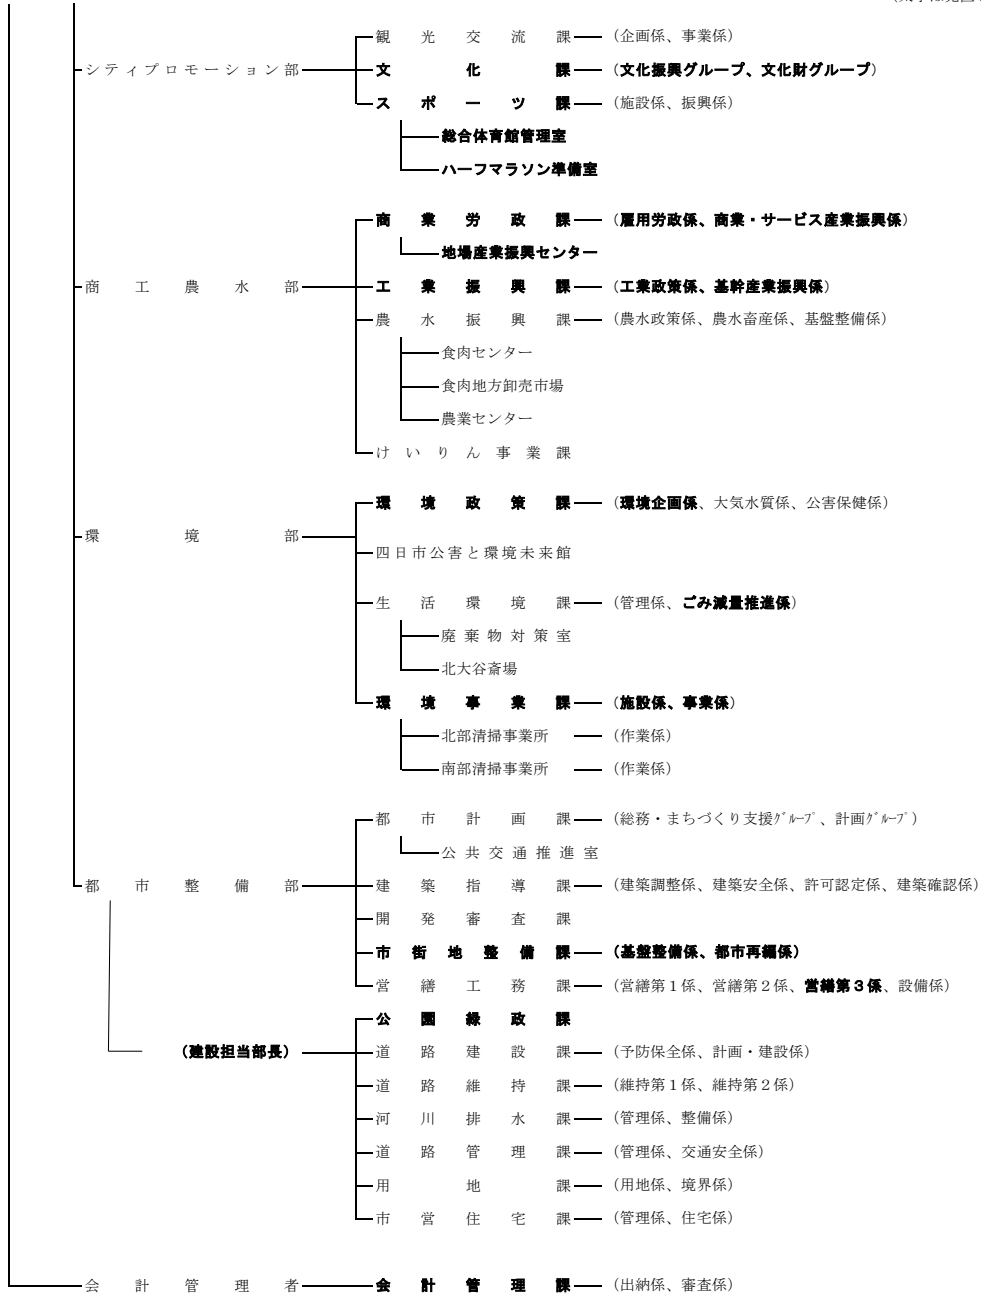 観光交流課 （企画係、事業係）
シティプロモーション部 文化課 （文化振興グループ、文化財グループ）
スポーツ課 （施設係、振興係）
総合体育館管理室
ハーフマラソン準備室
商業労政課 （雇用労政係、商業・サービス産業振興係）
地場産業振興センター
商工農水部 工業振興課 （工業政策係、基幹産業振興係）
農水振興課 （農水政策係、農水畜産係、基盤整備係）
食肉センター
食肉地方卸売市場
農業センター
けいりん事業課
環境政策課 （環境企画係、大気水質係、公害保健係）
環境部
四日市公害と環境未来館
生活環境課 （管理係、ごみ減量推進係）
廃棄物対策室
北大谷斎場
環境事業課 （施設係、事業係）
北部清掃事業所 （作業係）
南部清掃事業所 （作業係）
都市計画課 （総務・まちづくり支援ｸﾞﾙｰﾌﾟ、計画ｸﾞﾙｰﾌﾟ）
公共交通推進室
都市整備部 建築指導課 （建築調整係、建築安全係、許可認定係、建築確認係）
開発審査課
市街地整備課 （基盤整備係、都市再編係）
営繕工務課 （営繕第１係、営繕第２係、営繕第３係、設備係）
公園緑政課
（建設担当部長） 道路建設課 （予防保全係、計画・建設係）
道路維持課 （維持第１係、維持第２係）
河川排水課 （管理係、整備係）
道路管理課 （管理係、交通安全係）
用地課 （用地係、境界係）
市営住宅課 （管理係、住宅係）
会計管理者 会計管理課 （出納係、審査係）